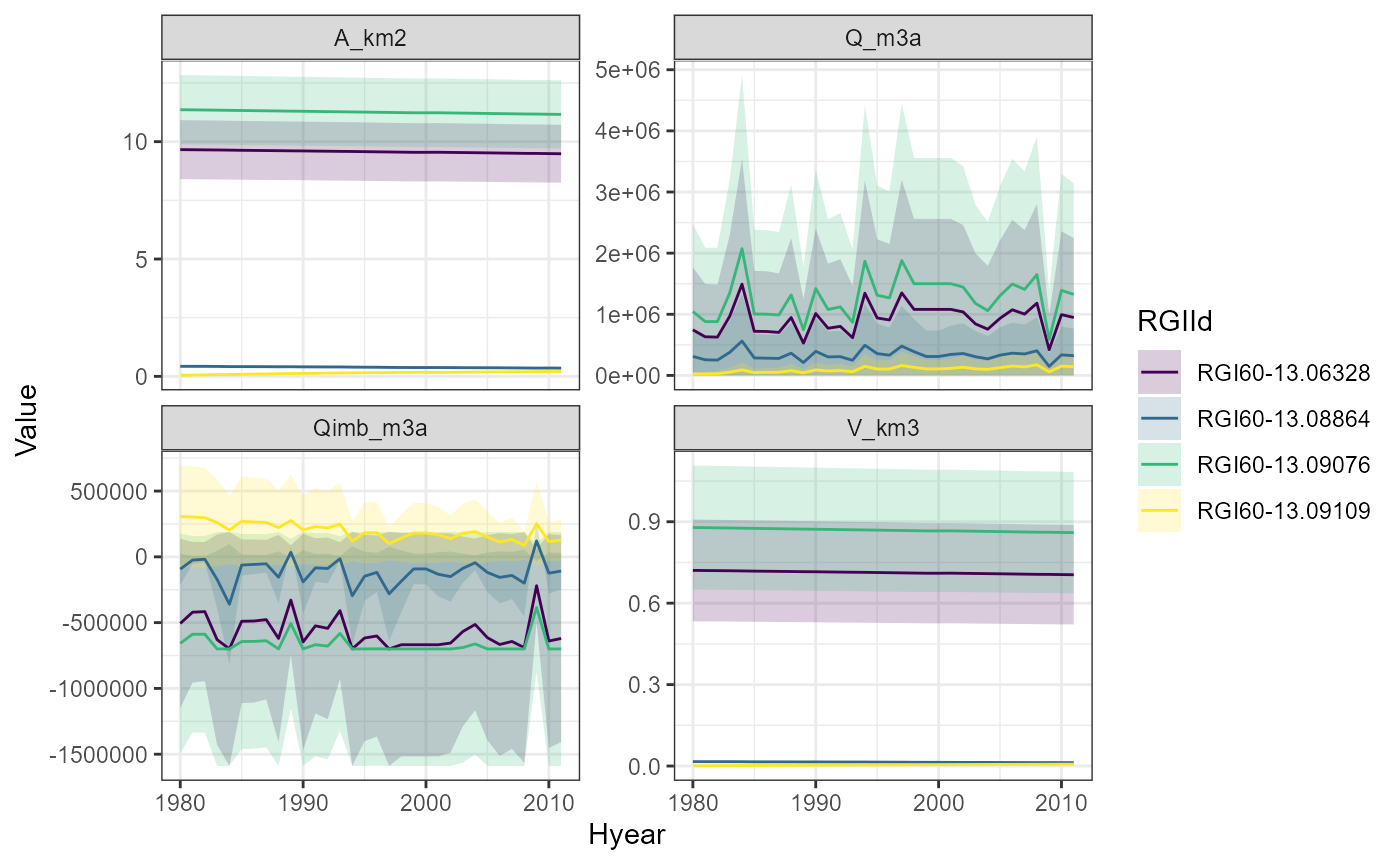 A_km2
Q_m3a
10
5
0
5e+06
4e+06
3e+06
2e+06
1e+06
0e+00
Value
Qimb_m3a
V_km3
500000
0
-500000
-1000000
-1500000
0.9
0.6
0.3
0.0
1980 1990 2000 2010
1980 1990 2000 2010
Hyear
RGIId
RGI60-13.06328
RGI60-13.08864
RGI60-13.09076
RGI60-13.09109